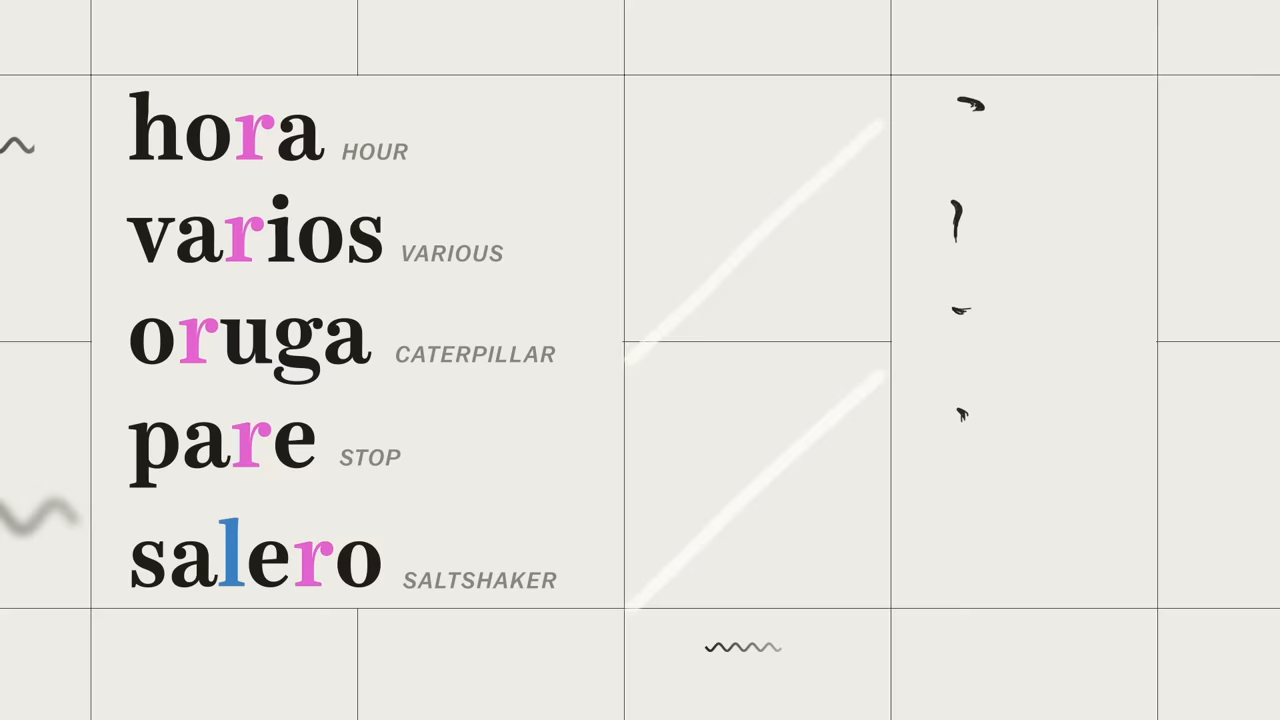 hora HOUR
varios VARIOUS
oruga CATERPILLAR
pare STOP
salero SALTSHAKER